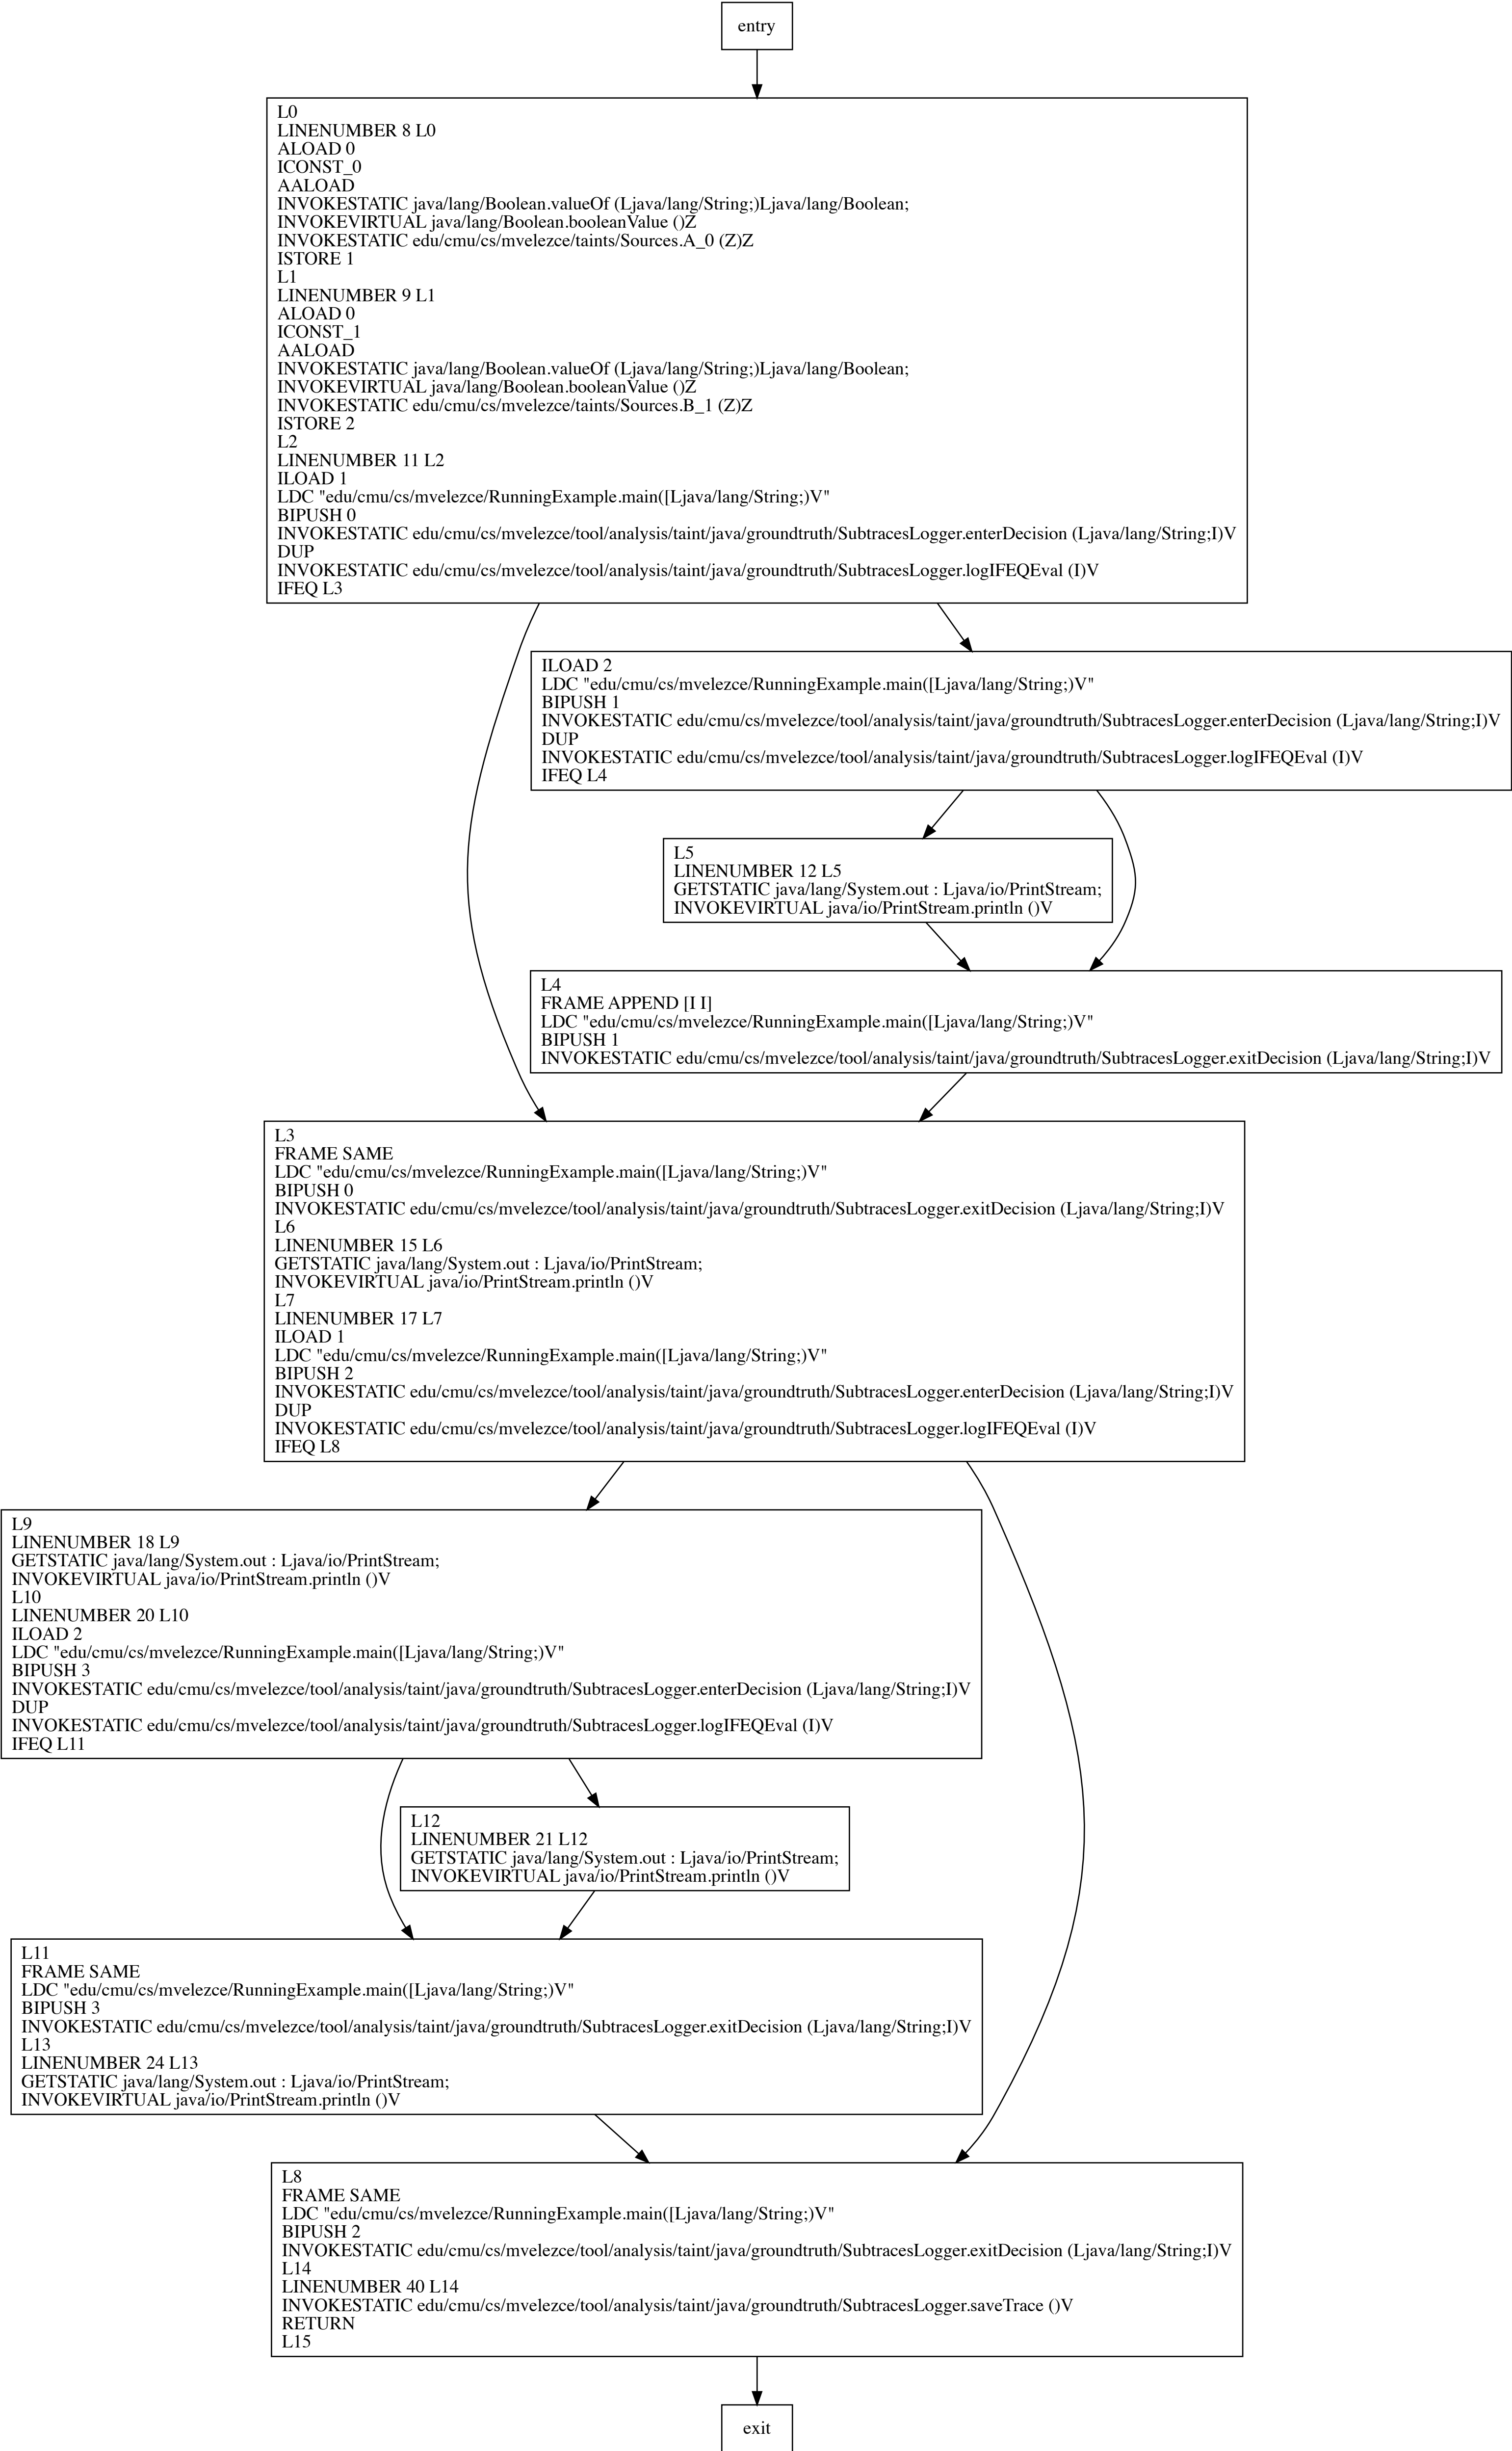 entry
L0
LINENUMBER 8 L0
ALOAD 0
ICONST_0
AALOAD
INVOKESTATIC java/lang/Boolean.valueOf (Ljava/lang/String;)Ljava/lang/Boolean;
INVOKEVIRTUAL java/lang/Boolean.booleanValue ()Z
INVOKESTATIC edu/cmu/cs/mvelezce/taints/Sources.A_0 (Z)Z
ISTORE 1
L1
LINENUMBER 9 L1
ALOAD 0
ICONST_1
AALOAD
INVOKESTATIC java/lang/Boolean.valueOf (Ljava/lang/String;)Ljava/lang/Boolean;
INVOKEVIRTUAL java/lang/Boolean.booleanValue ()Z
INVOKESTATIC edu/cmu/cs/mvelezce/taints/Sources.B_1 (Z)Z
ISTORE 2
L2
LINENUMBER 11 L2
ILOAD 1
LDC "edu/cmu/cs/mvelezce/RunningExample.main([Ljava/lang/String;)V"
BIPUSH 0
INVOKESTATIC edu/cmu/cs/mvelezce/tool/analysis/taint/java/groundtruth/SubtracesLogger.enterDecision (Ljava/lang/String;I)V
DUP
INVOKESTATIC edu/cmu/cs/mvelezce/tool/analysis/taint/java/groundtruth/SubtracesLogger.logIFEQEval (I)V
IFEQ L3
ILOAD 2
LDC "edu/cmu/cs/mvelezce/RunningExample.main([Ljava/lang/String;)V"
BIPUSH 1
INVOKESTATIC edu/cmu/cs/mvelezce/tool/analysis/taint/java/groundtruth/SubtracesLogger.enterDecision (Ljava/lang/String;I)V
DUP
INVOKESTATIC edu/cmu/cs/mvelezce/tool/analysis/taint/java/groundtruth/SubtracesLogger.logIFEQEval (I)V
IFEQ L4
L5
LINENUMBER 12 L5
GETSTATIC java/lang/System.out : Ljava/io/PrintStream;
INVOKEVIRTUAL java/io/PrintStream.println ()V
L4
FRAME APPEND [I I]
LDC "edu/cmu/cs/mvelezce/RunningExample.main([Ljava/lang/String;)V"
BIPUSH 1
INVOKESTATIC edu/cmu/cs/mvelezce/tool/analysis/taint/java/groundtruth/SubtracesLogger.exitDecision (Ljava/lang/String;I)V
L3
FRAME SAME
LDC "edu/cmu/cs/mvelezce/RunningExample.main([Ljava/lang/String;)V"
BIPUSH 0
INVOKESTATIC edu/cmu/cs/mvelezce/tool/analysis/taint/java/groundtruth/SubtracesLogger.exitDecision (Ljava/lang/String;I)V
L6
LINENUMBER 15 L6
GETSTATIC java/lang/System.out : Ljava/io/PrintStream;
INVOKEVIRTUAL java/io/PrintStream.println ()V
L7
LINENUMBER 17 L7
ILOAD 1
LDC "edu/cmu/cs/mvelezce/RunningExample.main([Ljava/lang/String;)V"
BIPUSH 2
INVOKESTATIC edu/cmu/cs/mvelezce/tool/analysis/taint/java/groundtruth/SubtracesLogger.enterDecision (Ljava/lang/String;I)V
DUP
INVOKESTATIC edu/cmu/cs/mvelezce/tool/analysis/taint/java/groundtruth/SubtracesLogger.logIFEQEval (I)V
IFEQ L8
L9
LINENUMBER 18 L9
GETSTATIC java/lang/System.out : Ljava/io/PrintStream;
INVOKEVIRTUAL java/io/PrintStream.println ()V
L10
LINENUMBER 20 L10
ILOAD 2
LDC "edu/cmu/cs/mvelezce/RunningExample.main([Ljava/lang/String;)V"
BIPUSH 3
INVOKESTATIC edu/cmu/cs/mvelezce/tool/analysis/taint/java/groundtruth/SubtracesLogger.enterDecision (Ljava/lang/String;I)V
DUP
INVOKESTATIC edu/cmu/cs/mvelezce/tool/analysis/taint/java/groundtruth/SubtracesLogger.logIFEQEval (I)V
IFEQ L11
L12
LINENUMBER 21 L12
GETSTATIC java/lang/System.out : Ljava/io/PrintStream;
INVOKEVIRTUAL java/io/PrintStream.println ()V
L11
FRAME SAME
LDC "edu/cmu/cs/mvelezce/RunningExample.main([Ljava/lang/String;)V"
BIPUSH 3
INVOKESTATIC edu/cmu/cs/mvelezce/tool/analysis/taint/java/groundtruth/SubtracesLogger.exitDecision (Ljava/lang/String;I)V
L13
LINENUMBER 24 L13
GETSTATIC java/lang/System.out : Ljava/io/PrintStream;
INVOKEVIRTUAL java/io/PrintStream.println ()V
L8
FRAME SAME
LDC "edu/cmu/cs/mvelezce/RunningExample.main([Ljava/lang/String;)V"
BIPUSH 2
INVOKESTATIC edu/cmu/cs/mvelezce/tool/analysis/taint/java/groundtruth/SubtracesLogger.exitDecision (Ljava/lang/String;I)V
L14
LINENUMBER 40 L14
INVOKESTATIC edu/cmu/cs/mvelezce/tool/analysis/taint/java/groundtruth/SubtracesLogger.saveTrace ()V
RETURN
L15
exit